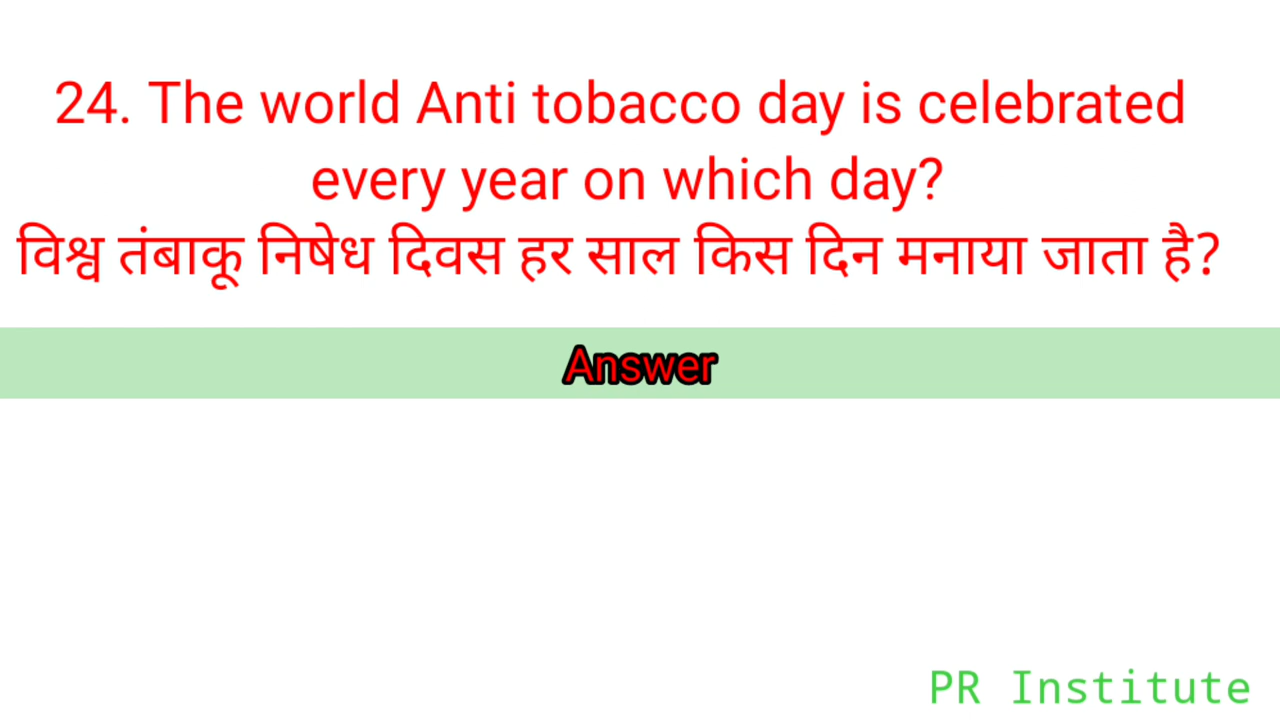 24. The world Anti tobacco day is celebrated
every year on which day?
विश्व तंबाकू निषेध दिवस हर साल किस दिन मनाया जाता है?
Answer
PR Institute